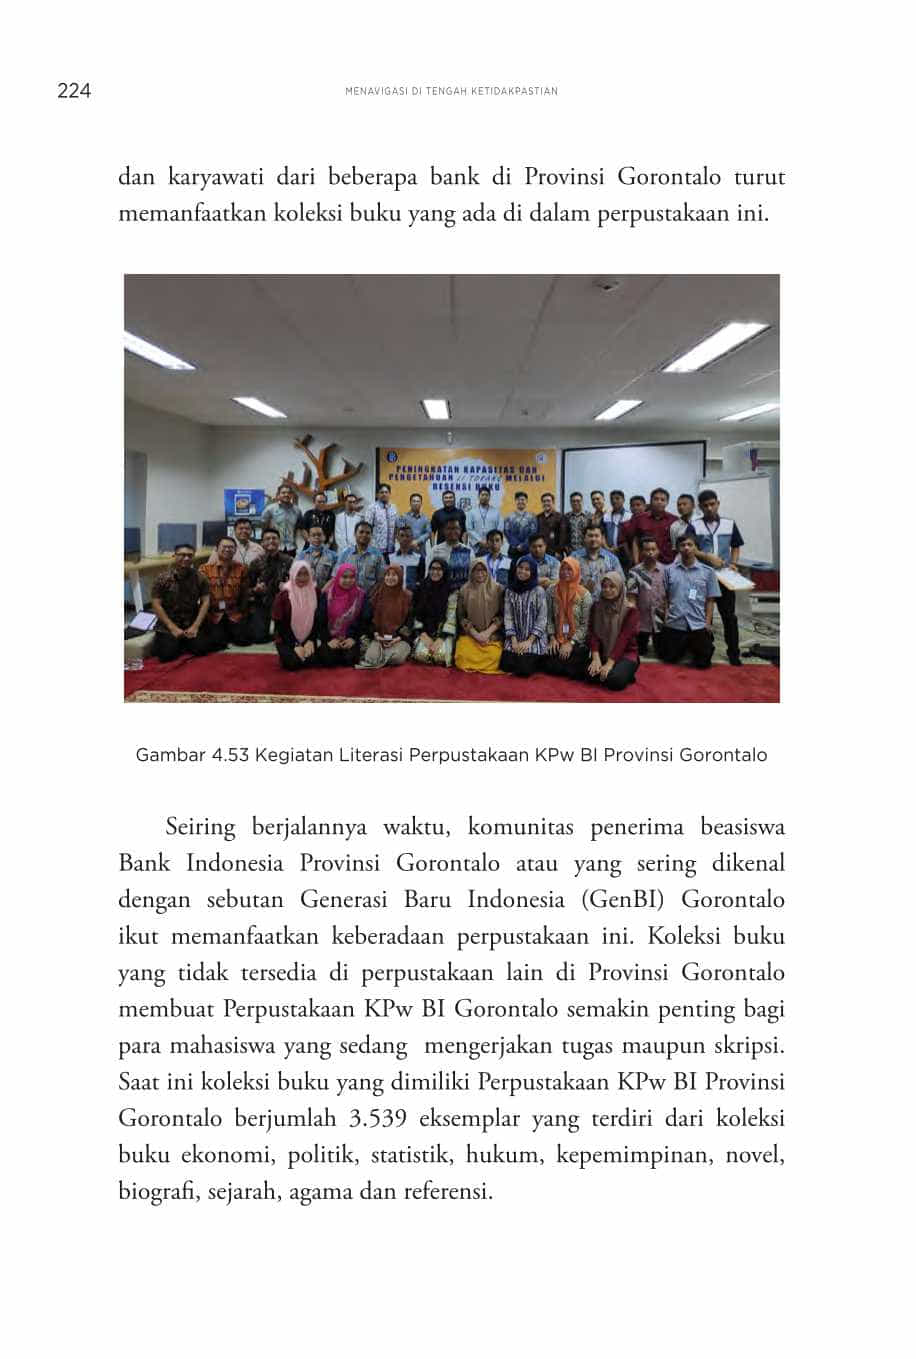 224
MENAVIGASI DI TENGAH KETIDAKPASTIAN
dan karyawati dari beberapa bank di Provinsi Gorontalo turut
memanfaatkan koleksi buku yang ada di dalam perpustakaan ini.
PENINGKATAN KAPASITAS DAN
PENGETAHUAN LI TOPANG MELALUI
RESENSI BUKU
Gambar 4.53 Kegiatan Literasi Perpustakaan KPw BI Provinsi Gorontalo
Seiring berjalannya waktu, komunitas penerima beasiswa
Bank Indonesia Provinsi Gorontalo atau yang sering dikenal
dengan sebutan Generasi Baru Indonesia (GenBI) Gorontalo
ikut memanfaatkan keberadaan perpustakaan ini. Koleksi buku
yang tidak tersedia di perpustakaan lain di Provinsi Gorontalo
membuat Perpustakaan KPw BI Gorontalo semakin penting bagi
para mahasiswa yang sedang mengerjakan tugas maupun skripsi.
Saat ini koleksi buku yang dimiliki Perpustakaan KPw BI Provinsi
Gorontalo berjumlah 3.539 eksemplar yang terdiri dari koleksi
buku ekonomi, politik, statistik, hukum, kepemimpinan, novel,
biografi, sejarah, agama dan referensi.